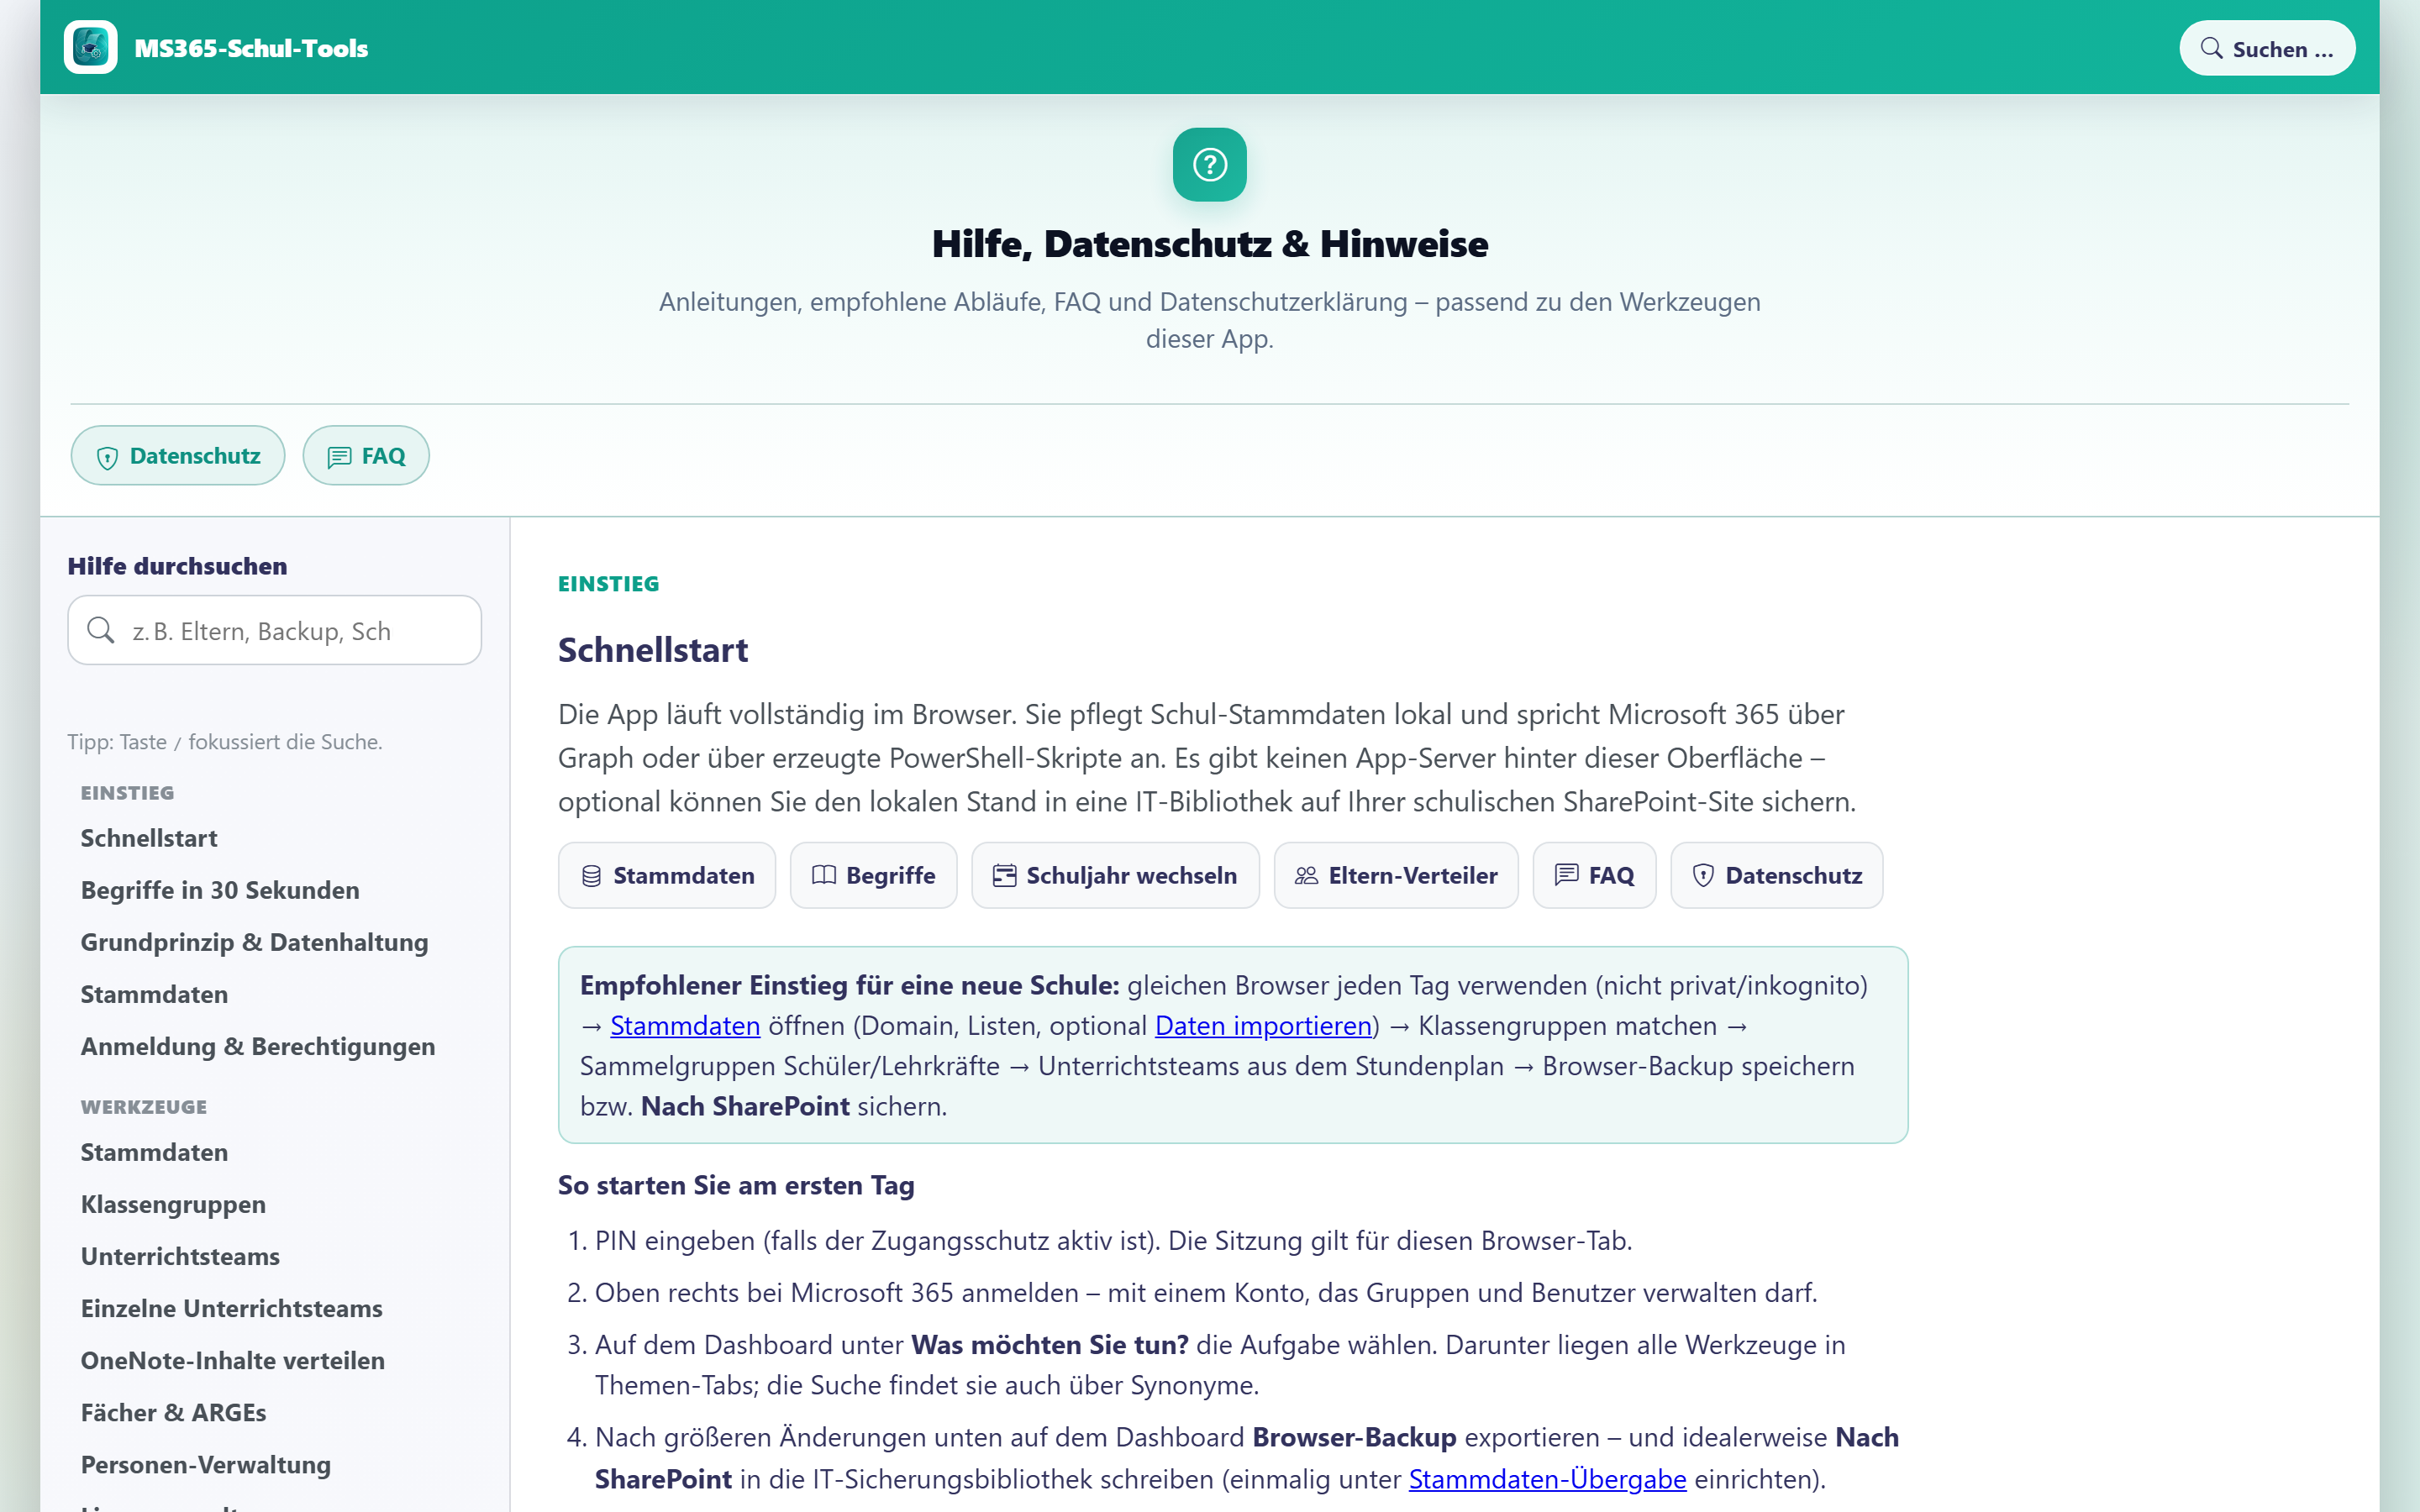 MS365-Schul-Tools
Suchen ...
Hilfe, Datenschutz & Hinweise
Anleitungen, empfohlene Abläufe, FAQ und Datenschutzerklärung – passend zu den Werkzeugen
dieser App.
Datenschutz
FAQ
Hilfe durchsuchen
z. B. Eltern, Backup, Sch
Tipp: Taste / fokussiert die Suche.
EINSTIEG
Schnellstart
Begriffe in 30 Sekunden
Grundprinzip & Datenhaltung
Stammdaten
Anmeldung & Berechtigungen
WERKZEUGE
Stammdaten
Klassengruppen
Unterrichtsteams
Einzelne Unterrichtsteams
OneNote-Inhalte verteilen
Fächer & ARGEs
Personen-Verwaltung
EINSTIEG
Schnellstart
Die App läuft vollständig im Browser. Sie pflegt Schul-Stammdaten lokal und spricht Microsoft 365 über
Graph oder über erzeugte PowerShell-Skripte an. Es gibt keinen App-Server hinter dieser Oberfläche –
optional können Sie den lokalen Stand in eine IT-Bibliothek auf Ihrer schulischen SharePoint-Site sichern.
Stammdaten
Begriffe
Schuljahr wechseln
Eltern-Verteiler
FAQ
Datenschutz
Empfohlener Einstieg für eine neue Schule: gleichen Browser jeden Tag verwenden (nicht privat/inkognito)
→ Stammdaten öffnen (Domain, Listen, optional Daten importieren) → Klassengruppen matchen →
Sammelgruppen Schüler/Lehrkräfte → Unterrichtsteams aus dem Stundenplan → Browser-Backup speichern
bzw. Nach SharePoint sichern.
So starten Sie am ersten Tag
1. PIN eingeben (falls der Zugangsschutz aktiv ist). Die Sitzung gilt für diesen Browser-Tab.
2. Oben rechts bei Microsoft 365 anmelden – mit einem Konto, das Gruppen und Benutzer verwalten darf.
3. Auf dem Dashboard unter Was möchten Sie tun? die Aufgabe wählen. Darunter liegen alle Werkzeuge in
Themen-Tabs; die Suche findet sie auch über Synonyme.
4. Nach größeren Änderungen unten auf dem Dashboard Browser-Backup exportieren – und idealerweise Nach
SharePoint in die IT-Sicherungsbibliothek schreiben (einmalig unter Stammdaten-Übergabe einrichten).